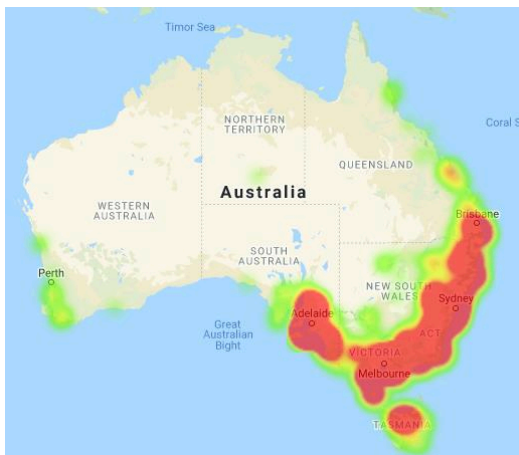 Timor Sea
NORTHERN
TERRITORY
Coral S
QUEENSLAND
Australia
WESTERN
AUSTRALIA
Brisbane
SOUTH
AUSTRALIA
Perth
NEW SOUTH
WALES
Sydney
Adelaide
Great
Australian
Bight
ACT
VICTORIA
Melbourne
TASMANIA